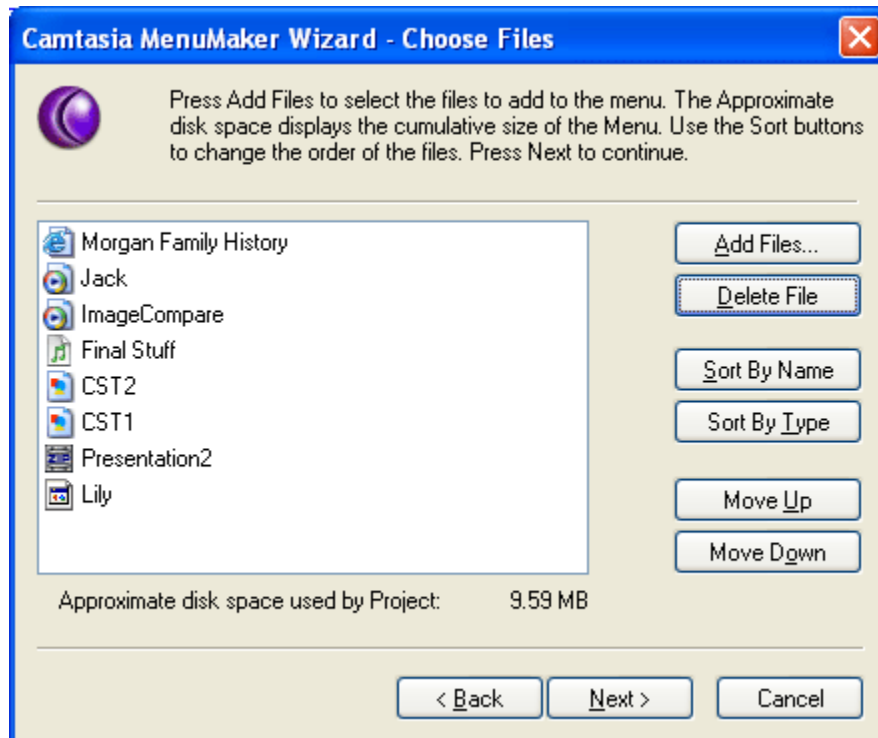 Camtasia MenuMaker Wizard - Choose Files
Press Add Files to select the files to add to the menu. The Approximate
disk space displays the cumulative size of the Menu. Use the Sort buttons
to change the order of the files. Press Next to continue.
Morgan Family History
Jack
ImageCompare
Final Stuff
CST2
CST1
Presentation2
Lily
Add Files...
Delete File
Sort By Name
Sort By Type
Move Up
Move Down
Approximate disk space used by Project: 9.59 MB
< Back
Next >
Cancel